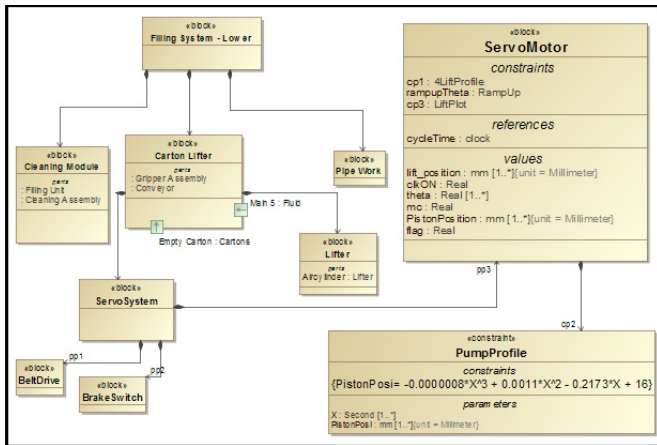 «block»
Filling System - Lower
«block»
Cleaning Module
parts
: Filling Unit
: Cleaning Assembly
«block»
Carton Lifter
parts
: Gripper Assembly
: Conveyor
Main 5 : Fluid
Empty Carton : Cartons
«block»
Pipe Work
«block»
Lifter
parts
Aircylinder : Lifter
«block»
ServoSystem
pp1
pp2
pp3
«block»
BeltDrive
«block»
BrakeSwitch
«block»
ServoMotor
constraints
cp1 : 4LiftProfile
rampupTheta : RampUp
cp3 : LiftPlot
references
cycleTime : clock
values
lift_position : mm [1..*]{unit = Millimeter}
clkON : Real
theta : Real [1..*]
mc : Real
PistonPosition : mm [1..*]{unit = Millimeter}
flag : Real
cp2
«constraint»
PumpProfile
constraints
{PistonPosi= -0.0000008*X^3 + 0.0011*X^2 - 0.2173*X + 16}
parameters
X : Second [1..*]
PistonPosi : mm [1..*]{unit = Millimeter}